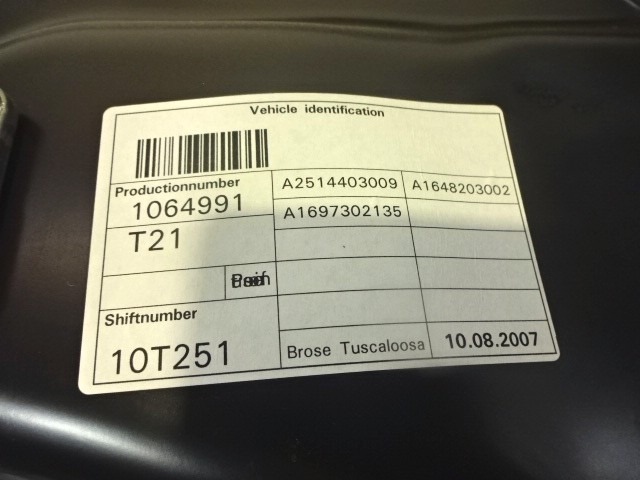 Vehicle identification
Productionnumber
1064991
A2514403009
A1648203002
T21
A1697302135
Shiftnumber
10T251
Brose Tuscaloosa
10.08.2007